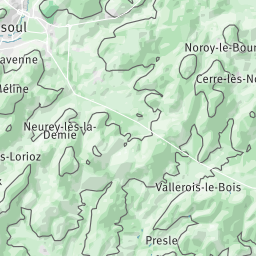 soul
Noroy-le-Bour
avenne
Cerre-lès-No
Méline
Neurey-lès-la-
Demie
s-Lorioz
Vallerois-le-Bois
Presle